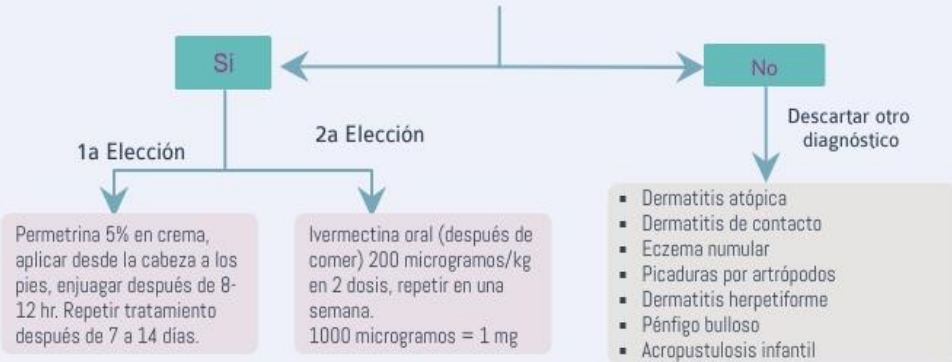 Sí
No
1a Elección
2a Elección
Descartar otro
diagnóstico
Permetrina 5% en crema,
aplicar desde la cabeza a los
pies, enjuagar después de 8-
12 hr. Repetir tratamiento
después de 7 a 14 días.
Ivermectina oral (después de
comer) 200 microgramos/kg
en 2 dosis, repetir en una
semana.
1000 microgramos = 1 mg
▪ Dermatitis atópica
▪ Dermatitis de contacto
▪ Eczema numular
▪ Picaduras por artrópodos
▪ Dermatitis herpetiforme
▪ Pénfigo bulloso
▪ Acropustulosis infantil